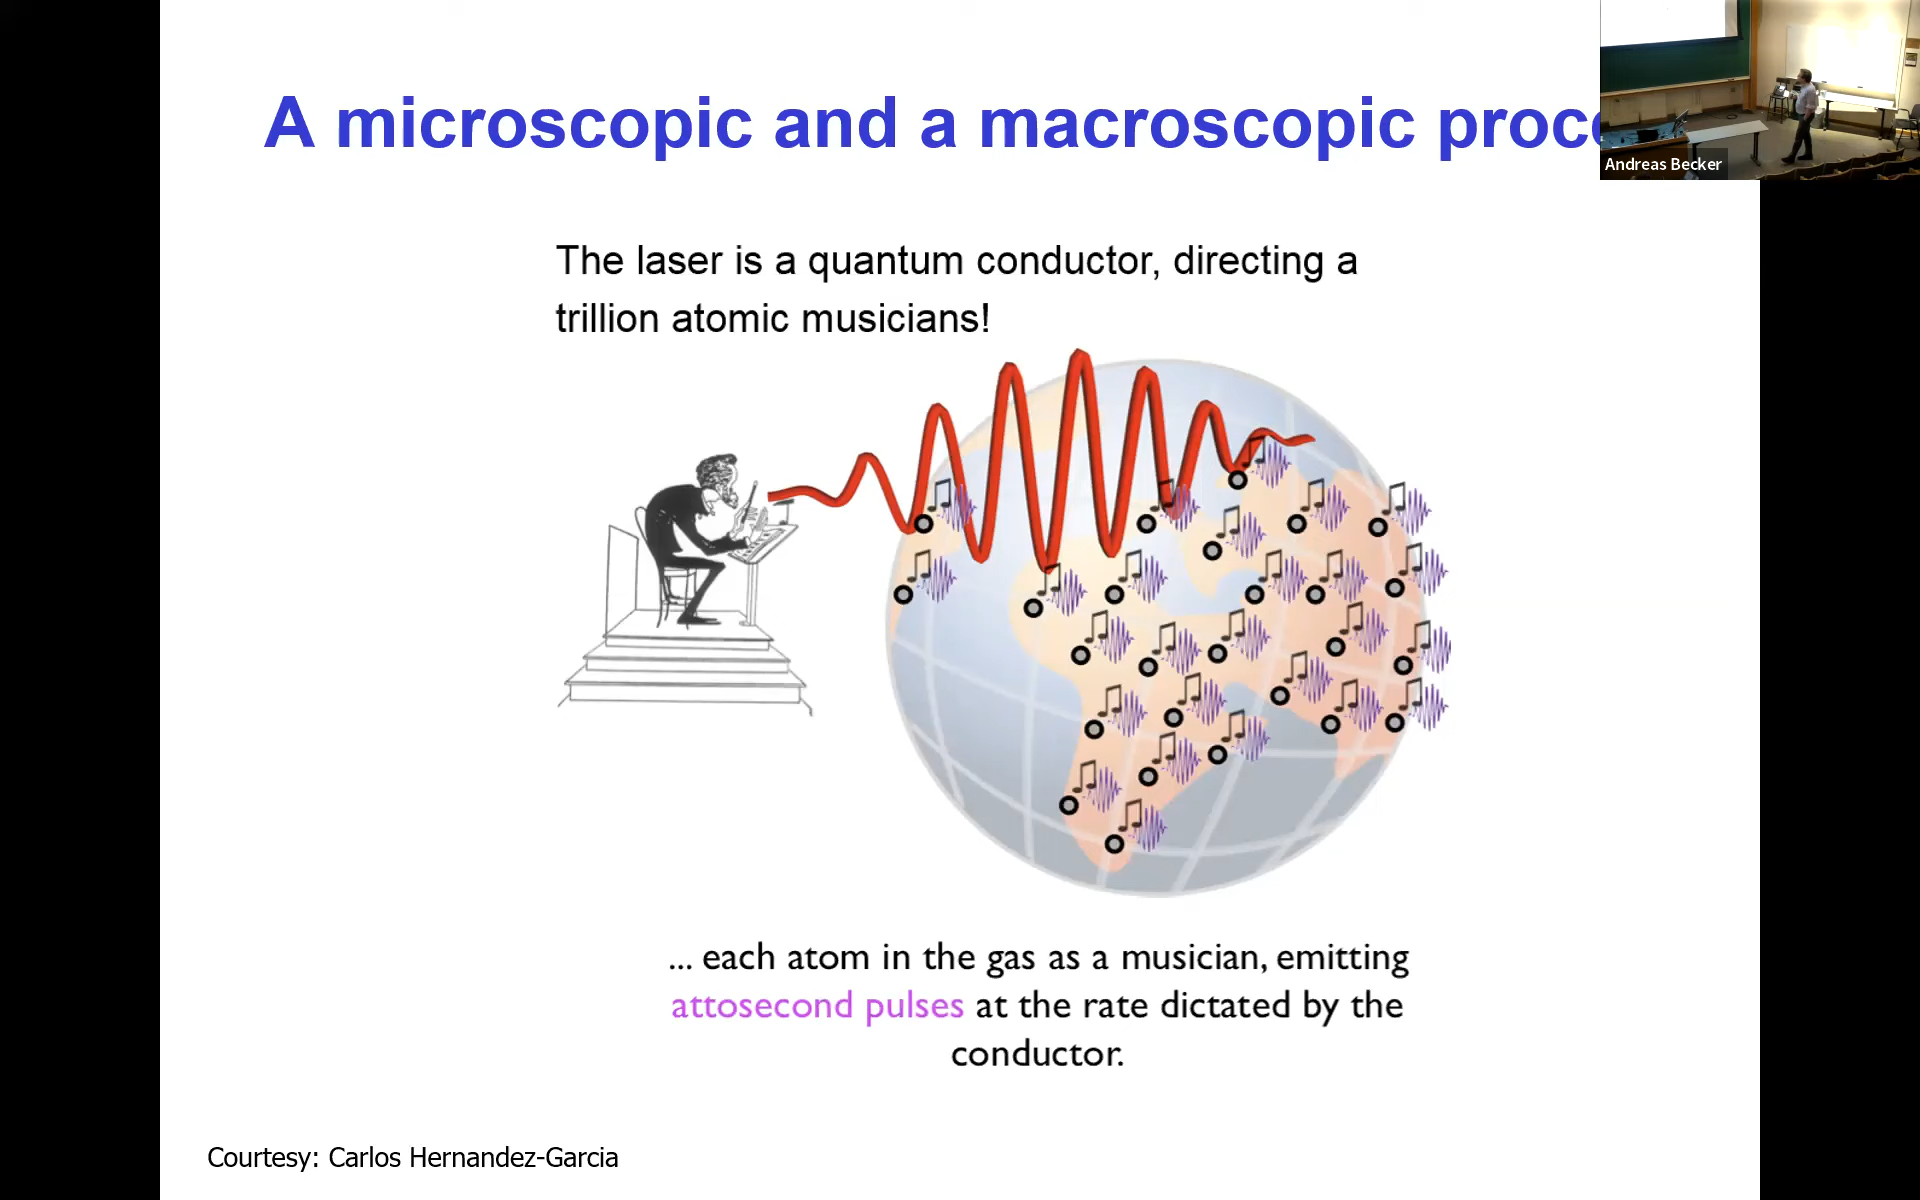 A microscopic and a macroscopic proc
Andreas Becker
The laser is a quantum conductor, directing a
trillion atomic musicians!
... each atom in the gas as a musician, emitting
attosecond pulses at the rate dictated by the
conductor.
Courtesy: Carlos Hernandez-Garcia